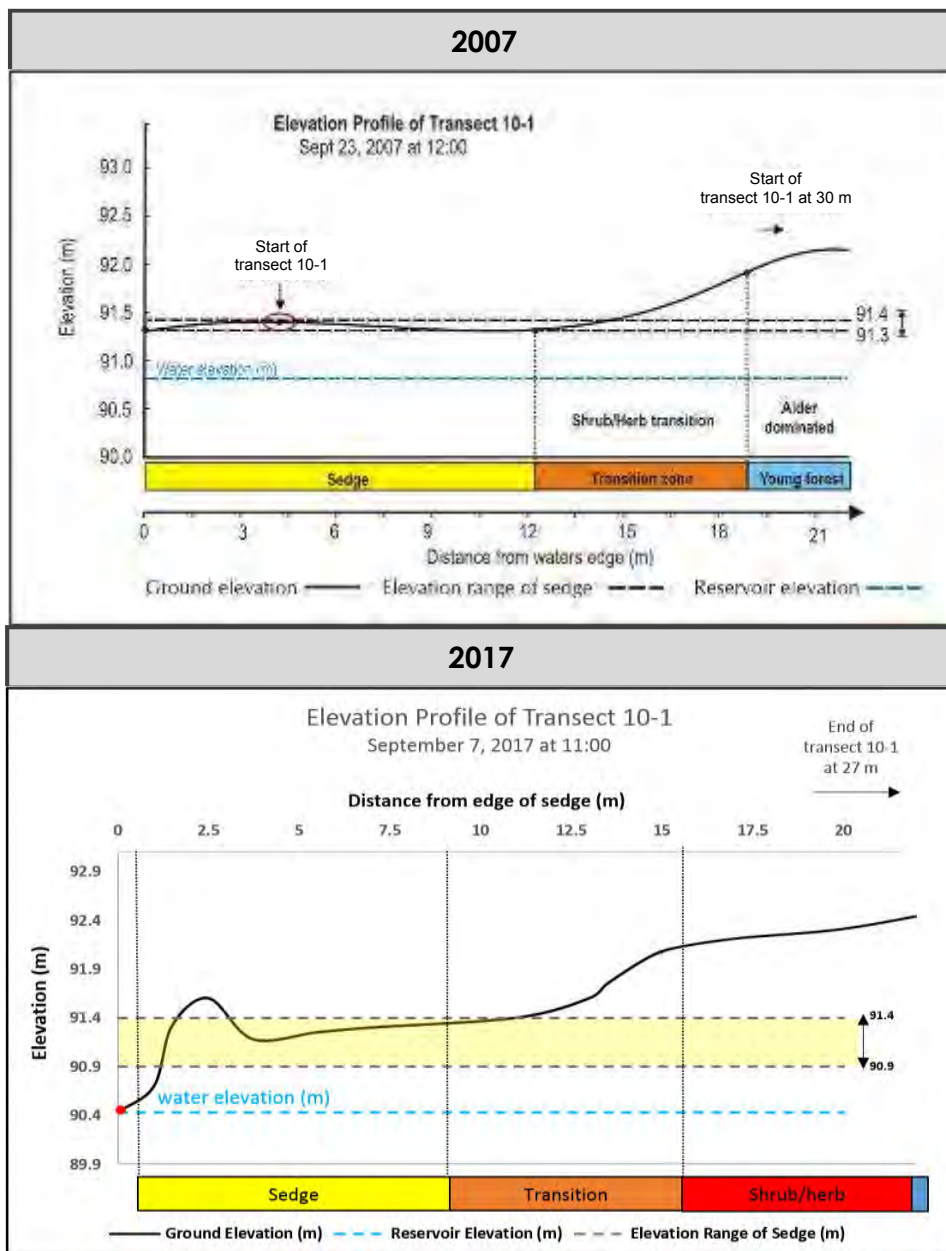 2007
Elevation Profile of Transect 10-1
Sept 23, 2007 at 12:00
Start of
transect 10-1 at 30 m
Start of
transect 10-1
Elevation (m)
93.0
92.5
92.0
91.5
91.0
90.5
90.0
91.4
91.3
Water elevation (m)
Shrub/Herb transition
Alder
dominated
Sedge
Transition zone
Young forest
0 3 6 9 12 15 18 21
Distance from waters edge (m)
Ground elevation Elevation range of sedge Reservoir elevation
2017
Elevation Profile of Transect 10-1
September 7, 2017 at 11:00
End of
transect 10-1
at 27 m
Distance from edge of sedge (m)
0 2.5 5 7.5 10 12.5 15 17.5 20
Elevation (m)
92.9
92.4
91.9
91.4
90.9
90.4
89.9
91.4
90.9
water elevation (m)
Sedge Transition Shrub/herb
Ground Elevation (m) Reservoir Elevation (m) Elevation Range of Sedge (m)